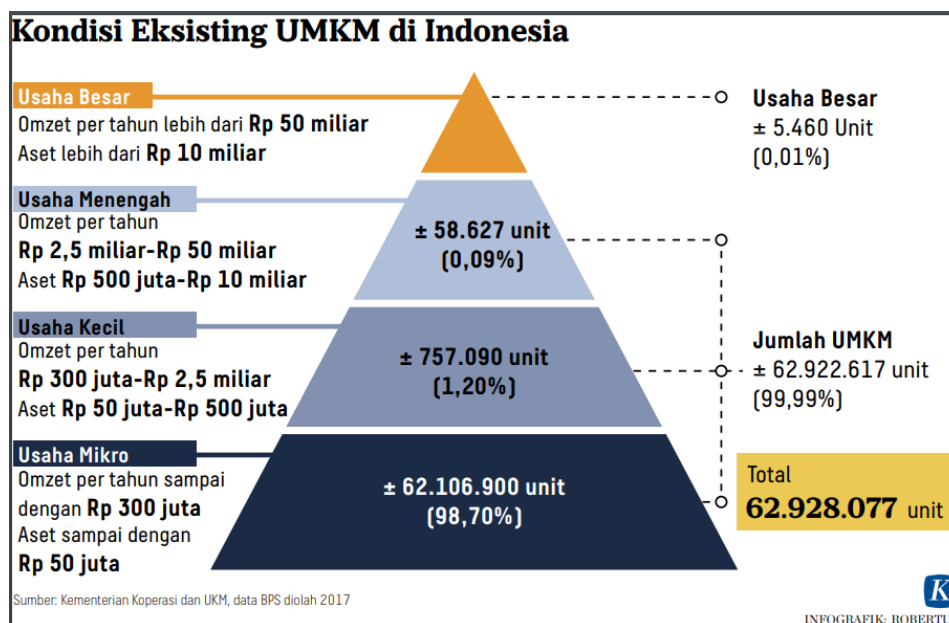 Kondisi Eksisting UMKM di Indonesia
Usaha Besar
Omzet per tahun lebih dari Rp 50 miliar
Aset lebih dari Rp 10 miliar
Usaha Menengah
Omzet per tahun
Rp 2,5 miliar-Rp 50 miliar
Aset Rp 500 juta-Rp 10 miliar
Usaha Kecil
Omzet per tahun
Rp 300 juta-Rp 2,5 miliar
Aset Rp 50 juta-Rp 500 juta
Usaha Mikro
Omzet per tahun sampai
dengan Rp 300 juta
Aset sampai dengan
Rp 50 juta
± 58.627 unit
(0,09%)
± 757.090 unit
(1,20%)
± 62.106.900 unit
(98,70%)
Usaha Besar
± 5.460 Unit
(0,01%)
Jumlah UMKM
± 62.922.617 unit
(99,99%)
Total
62.928.077 unit
Sumber: Kementerian Koperasi dan UKM, data BPS diolah 2017
K
INFOGRAFIK: